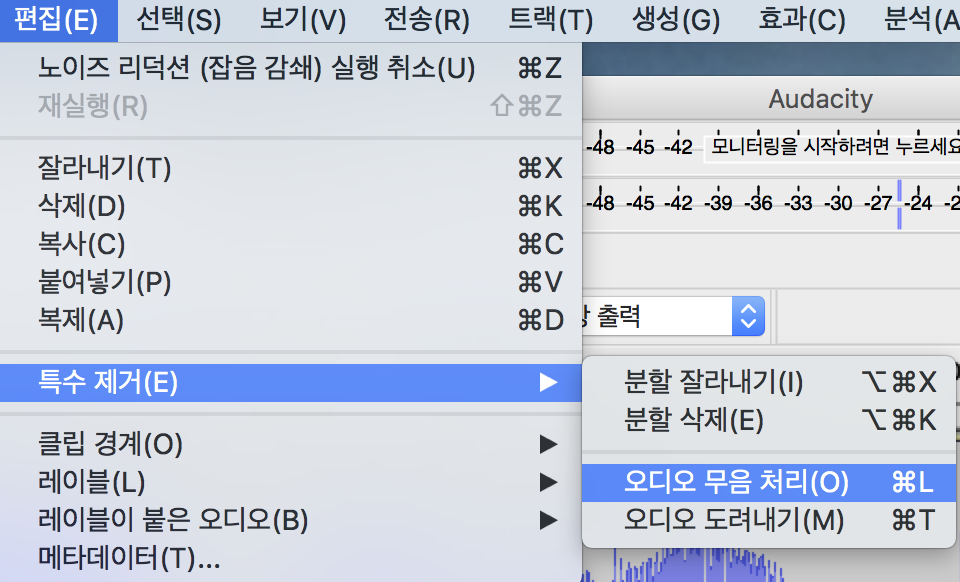 편집(E) 선택(S) 보기(V) 전송(R) 트랙(T) 생성(G) 효과(C) 분석(A
노이즈 리덕션 (잡음 감쇄) 실행 취소(U) ⌘Z
재실행(R) ⇧⌘Z
Audacity
잘라내기(T) ⌘X
삭제(D) ⌘K
복사(C) ⌘C
붙여넣기(P) ⌘V
복제(A) ⌘D
-48 -45 -42 모니터링을 시작하려면 누르세요
-48 -45 -42 -39 -36 -33 -30 -27 -24
출력
특수 제거(E) ▶
분할 잘라내기(I) ⌥⌘X
분할 삭제(E) ⌥⌘K
오디오 무음 처리(O) ⌘L
오디오 도려내기(M) ⌘T
클립 경계(O) ▶
레이블(L) ▶
레이블이 붙은 오디오(B) ▶
메타데이터(T)...